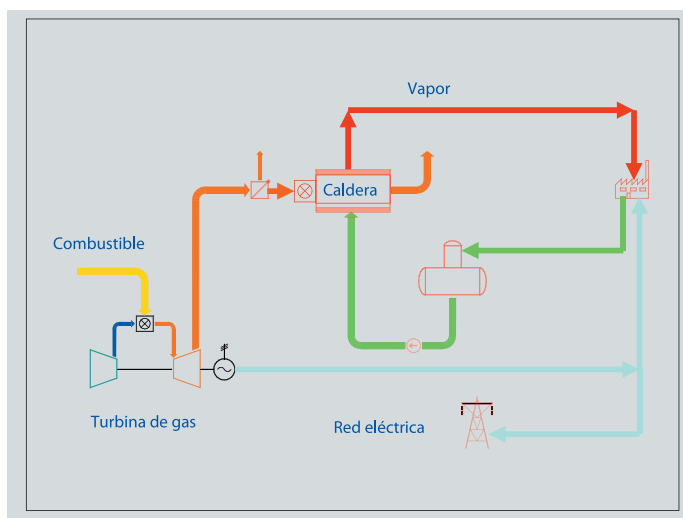 Vapor
Caldera
Combustible
Turbina de gas
Red eléctrica